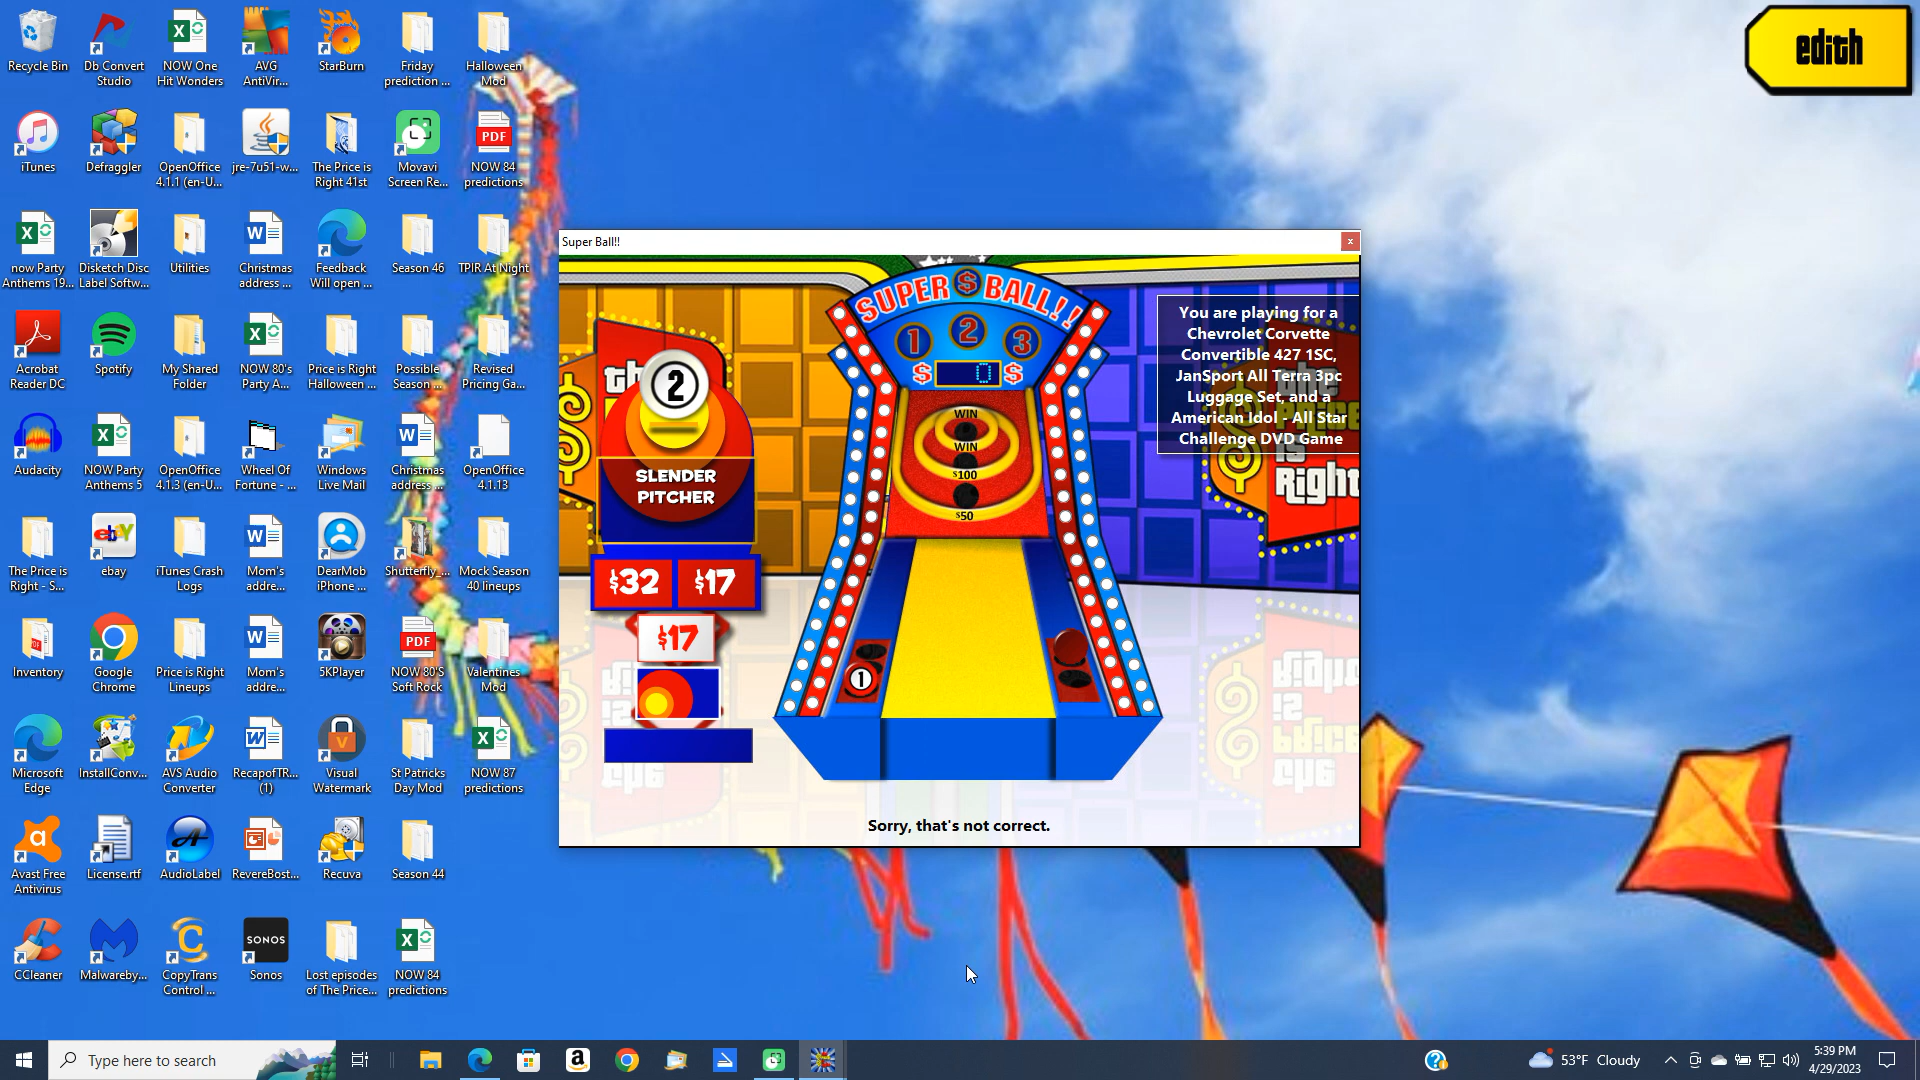 Recycle Bin
Db Convert
Studio
NOW One
Hit Wonders
AVG
AntiVir...
StarBurn
Friday
prediction ...
Halloween
Mod
edith
iTunes
Defraggler
OpenOffice
4.1.1 (en-U...
jre-7u51-w...
The Price is
Right 41st
Movavi
Screen Re...
PDF
NOW 84
predictions
now Party
Anthems 19...
Disketch Disc
Label Softw...
Utilities
Christmas
address ...
Feedback
Will open ...
Season 46
TPIR At Night
Acrobat
Reader DC
Spotify
My Shared
Folder
NOW 80's
Party A...
Price is Right
Halloween ...
Possible
Season ...
Revised
Pricing Ga...
Audacity
NOW Party
Anthems 5
OpenOffice
4.1.3 (en-U...
Wheel Of
Fortune - ...
Windows
Live Mail
Christmas
address ...
OpenOffice
4.1.13
The Price is
Right - S...
ebay
ebay
iTunes Crash
Logs
Mom's
addre...
DearMob
iPhone ...
Shutterfly_...
Mock Season
40 lineups
Inventory
Google
Chrome
Price is Right
Lineups
Mom's
addre...
5KPlayer
PDF
NOW 80'S
Soft Rock
Valentines
Mod
Microsoft
Edge
InstallConv...
AVS Audio
Converter
RecapofTR...
(1)
Visual
Watermark
St Patricks
Day Mod
NOW 87
predictions
Avast Free
Antivirus
License.rtf
AudioLabel
RevereBost...
Recuva
Season 44
CCleaner
Malwareby...
CopyTrans
Control ...
SONOS
Sonos
Lost episodes
of The Price...
NOW 84
predictions
Super Ball!!
x
SUPER $ BALL!!
1 2 3
$ 0 $
WIN
WIN
$100
$50
2
SLENDER
PITCHER
$32 $17
$17
1
You are playing for a
Chevrolet Corvette
Convertible 427 1SC,
JanSport All Terra 3pc
Luggage Set, and a
American Idol - All Star
Challenge DVD Game
is
Right
Sorry, that's not correct.
Type here to search
53°F Cloudy
5:39 PM
4/29/2023